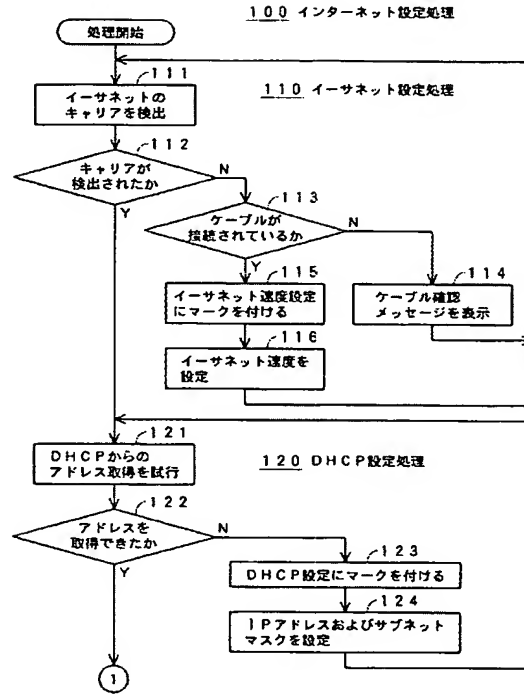 100 インターネット設定処理
処理開始
111
イーサネットの
キャリアを検出
110 イーサネット設定処理
112
キャリアが
検出されたか
N
Y
113
ケーブルが
接続されているか
N
Y
115
イーサネット速度設定
にマークを付ける
114
ケーブル確認
メッセージを表示
116
イーサネット速度を
設定
121
DHCPからの
アドレス取得を試行
120 DHCP設定処理
122
アドレスを
取得できたか
N
Y
123
DHCP設定にマークを付ける
124
IPアドレスおよびサブネット
マスクを設定
1